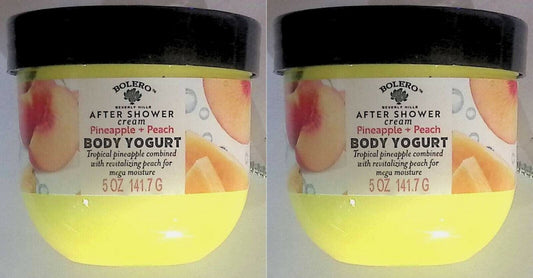 BOLERO™
BEVERLY HILLS
AFTER SHOWER
cream
Pineapple + Peach
BODY YOGURT
Tropical pineapple combined
with revitalizing peach for
mega moisture
5 OZ 141.7 G
BOLERO™
BEVERLY HILLS
AFTER SHOWER
cream
Pineapple + Peach
BODY YOGURT
Tropical pineapple combined
with revitalizing peach for
mega moisture
5 OZ 141.7 G